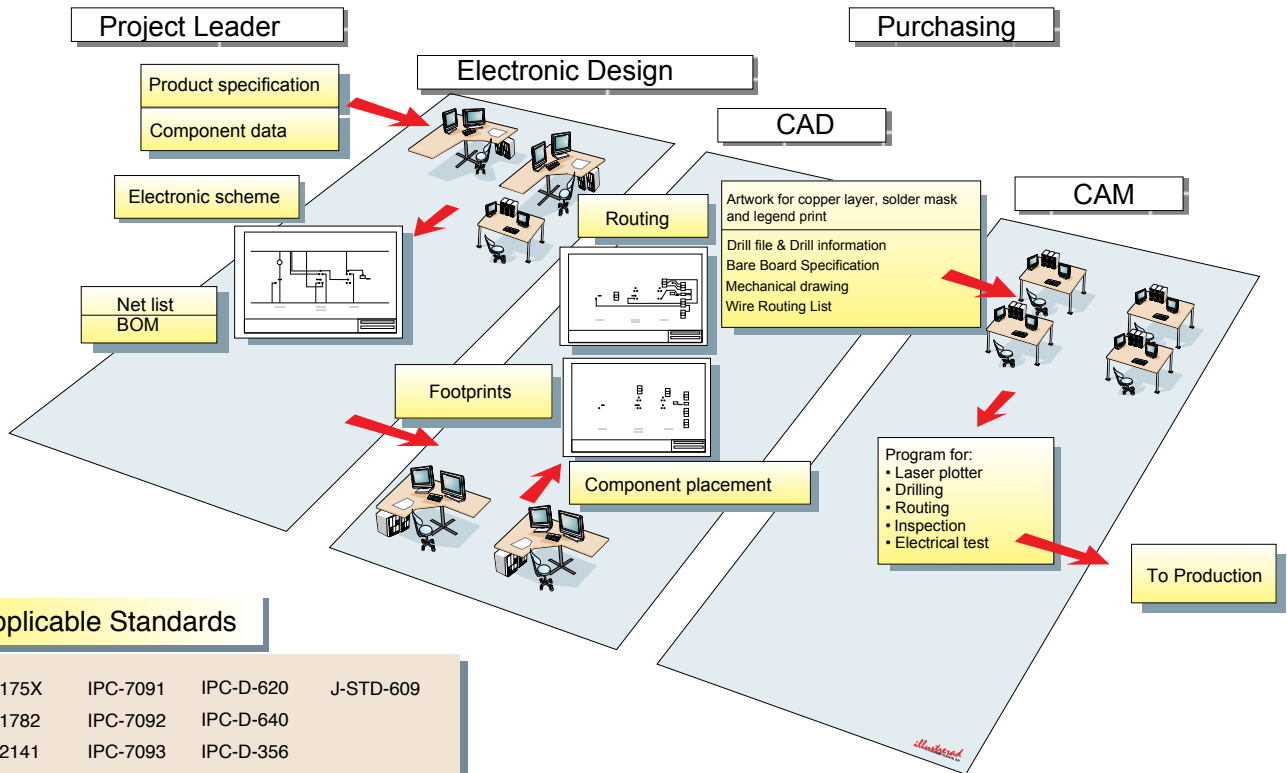 Project Leader
Purchasing
Electronic Design
Product specification
Component data
CAD
Electronic scheme
Routing
Artwork for copper layer, solder mask
and legend print
Drill file & Drill information
Bare Board Specification
Mechanical drawing
Wire Routing List
CAM
Net list
BOM
Footprints
Component placement
Program for:
• Laser plotter
• Drilling
• Routing
• Inspection
• Electrical test
To Production
pplicable Standards
175X IPC-7091 IPC-D-620 J-STD-609
1782 IPC-7092 IPC-D-640
2141 IPC-7093 IPC-D-356
illustrerad